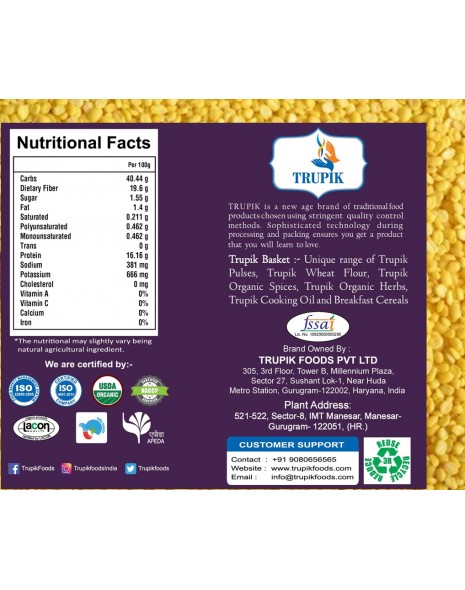 Nutritional Facts
Per 100g
Carbs 40.44 g
Dietary Fiber 19.6 g
Sugar 1.55 g
Fat 1.4 g
Saturated 0.211 g
Polyunsaturated 0.462 g
Monounsaturated 0.462 g
Trans 0 g
Protein 16.16 g
Sodium 381 mg
Potassium 666 mg
Cholesterol 0 mg
Vitamin A 0%
Vitamin C 0%
Calcium 0%
Iron 0%
*The nutritional may slightly vary being
natural agricultural ingredient.
We are certified by:-
ISO
ISO
USDA
ORGANIC
HACCP
lacon
एपीडा
APEDA
TrupikFoods
Trupikfoodsindia
Trupikfoods
TRUPIK
TRUPIK is a new age brand of traditional food
products chosen using stringent quality control
methods. Sophisticated technology during
processing and packing ensures you get a product
that you will learn to love.
Trupik Basket :- Unique range of Trupik
Pulses, Trupik Wheat Flour, Trupik
Organic Spices, Trupik Organic Herbs,
Trupik Cooking Oil and Breakfast Cereals
fssai
Brand Owned By :
TRUPIK FOODS PVT LTD
305, 3rd Floor, Tower B, Millennium Plaza,
Sector 27, Sushant Lok-1, Near Huda
Metro Station, Gurugram-122002, Haryana, India
Plant Address:
521-522, Sector-8, IMT Manesar, Manesar-
Gurugram- 122051, (HR.)
CUSTOMER SUPPORT
Contact : +91 9080656565
Website : www.trupikfoods.com
Email : info@trupikfoods.com
REUSE
REDUCE
RECYCLE
3R